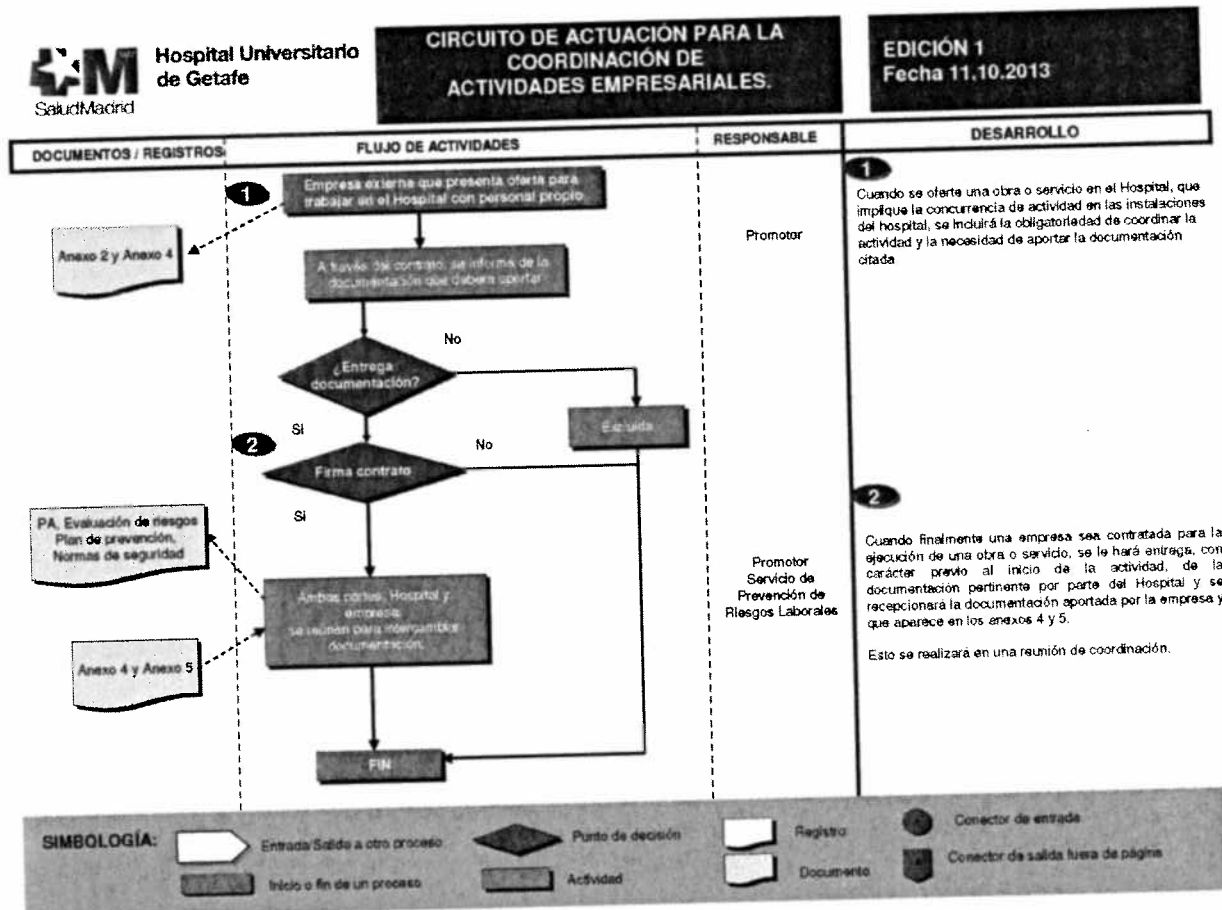 SaludMadrid
Hospital Universitario
de Getafe
CIRCUITO DE ACTUACIÓN PARA LA
COORDINACIÓN DE
ACTIVIDADES EMPRESARIALES.
EDICIÓN 1
Fecha 11.10.2013
DOCUMENTOS / REGISTROS
FLUJO DE ACTIVIDADES
RESPONSABLE
DESARROLLO
1
Empresa externa que presenta oferta para
trabajar en el Hospital con personal propio
Anexo 2 y Anexo 4
A través del contrato, se informa de la
documentación que debera aportar
¿Entrega
documentación?
No
Si
Excluida
2
Firma contrato
No
Si
PA, Evaluación de riesgos
Plan de prevención,
Normas de seguridad
Ambas partes, Hospital y
empresa,
se reunen para intercambiar
documentación.
Anexo 4 y Anexo 5
FIN
Promotor
Promotor
Servicio de
Prevención de
Riesgos Laborales
1
Cuando se oferte una obra o servicio en el Hospital, que
implique la concurrencia de actividad en las instalaciones
del hospital, se incluirá la obligatoriedad de coordinar la
actividad y la necesidad de aportar la documentación
citada
2
Cuando finalmente una empresa sea contratada para la
ejecución de una obra o servicio, se le hará entrega, con
carácter previo al inicio de la actividad, de la
documentación pertinente por parte del Hospital y se
recepcionará la documentación aportada por la empresa y
que aparece en los anexos 4 y 5.
Esto se realizará en una reunión de coordinación.
SIMBOLOGÍA:
Entrada/Salida a otro proceso
Punto de decisión
Registro
Conector de entrada
Inicio o fin de un proceso
Actividad
Documento
Conector de salida fuera de página